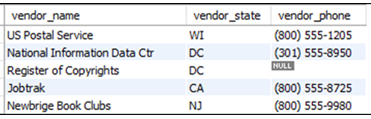 vendor_name vendor_state vendor_phone
US Postal Service WI (800) 555-1205
National Information Data Ctr DC (301) 555-8950
Register of Copyrights DC NULL
Jobtrak CA (800) 555-8725
Newbrige Book Clubs NJ (800) 555-9980